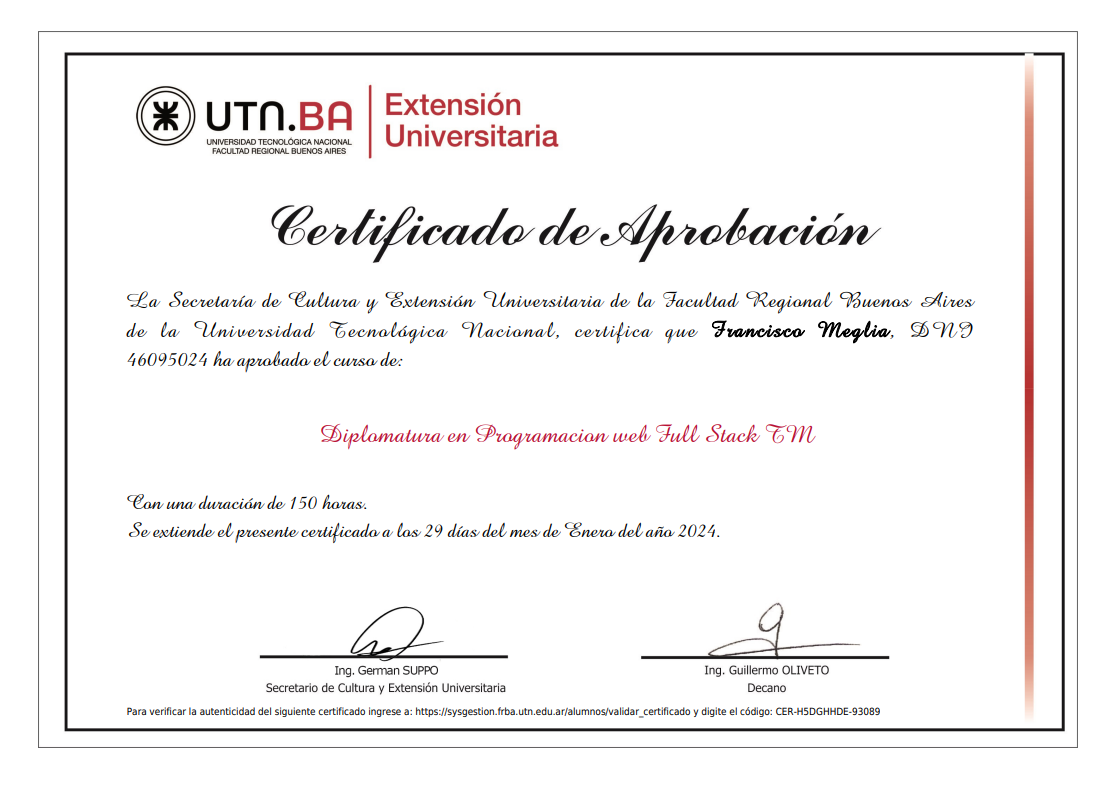 UTN.BA
UNIVERSIDAD TECNOLÓGICA NACIONAL
FACULTAD REGIONAL BUENOS AIRES
Extensión
Universitaria
Certificado de Aprobación
La Secretaría de Cultura y Extensión Universitaria de la Facultad Regional Buenos Aires
de la Universidad Tecnológica Nacional, certifica que Francisco Meglia, DNI
46095024 ha aprobado el curso de:
Diplomatura en Programacion web Full Stack TM
Con una duración de 150 horas.
Se extiende el presente certificado a los 29 días del mes de Enero del año 2024.
Ing. German SUPPO
Secretario de Cultura y Extensión Universitaria
Ing. Guillermo OLIVETO
Decano
Para verificar la autenticidad del siguiente certificado ingrese a: https://sysgestion.frba.utn.edu.ar/alumnos/validar_certificado y digite el código: CER-H5DGHHDE-93089